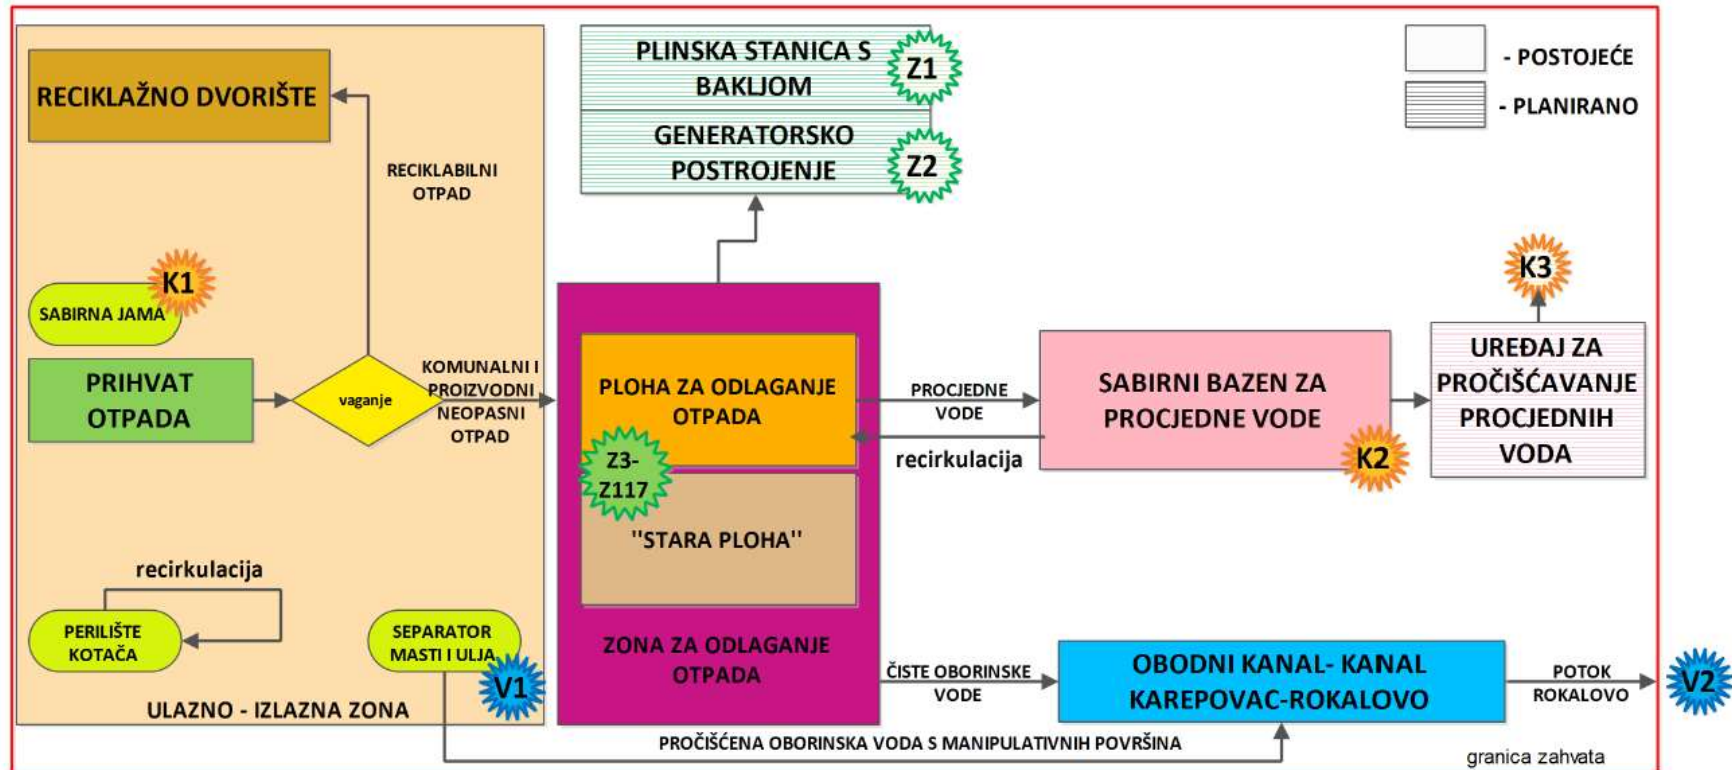 RECIKLAŽNO DVORIŠTE
RECIKLABILNI
OTPAD
K1
SABIRNA JAMA
PRIHVAT
OTPADA
vaganje
KOMUNALNI I
PROIZVODNI
NEOPASNI
OTPAD
recirkulacija
PERILIŠTE
KOTAČA
SEPARATOR
MASTI I ULJA
V1
ULAZNO - IZLAZNA ZONA
PLINSKA STANICA S
BAKLJOM
Z1
GENERATORSKO
POSTROJENJE
Z2
PLOHA ZA ODLAGANJE
OTPADA
Z3-
Z117
"STARA PLOHA"
ZONA ZA ODLAGANJE
OTPADA
PROCJEDNE
VODE
recirkulacija
SABIRNI BAZEN ZA
PROCJEDNE VODE
K2
K3
UREĐAJ ZA
PROČIŠĆAVANJE
PROCJEDNIH
VODA
ČISTE OBORINSKE
VODE
OBODNI KANAL- KANAL
KAREPOVAC-ROKALOVO
POTOK
ROKALOVO
V2
PROČIŠĆENA OBORINSKA VODA S MANIPULATIVNIH POVRŠINA
granica zahvata
- POSTOJEĆE
- PLANIRANO